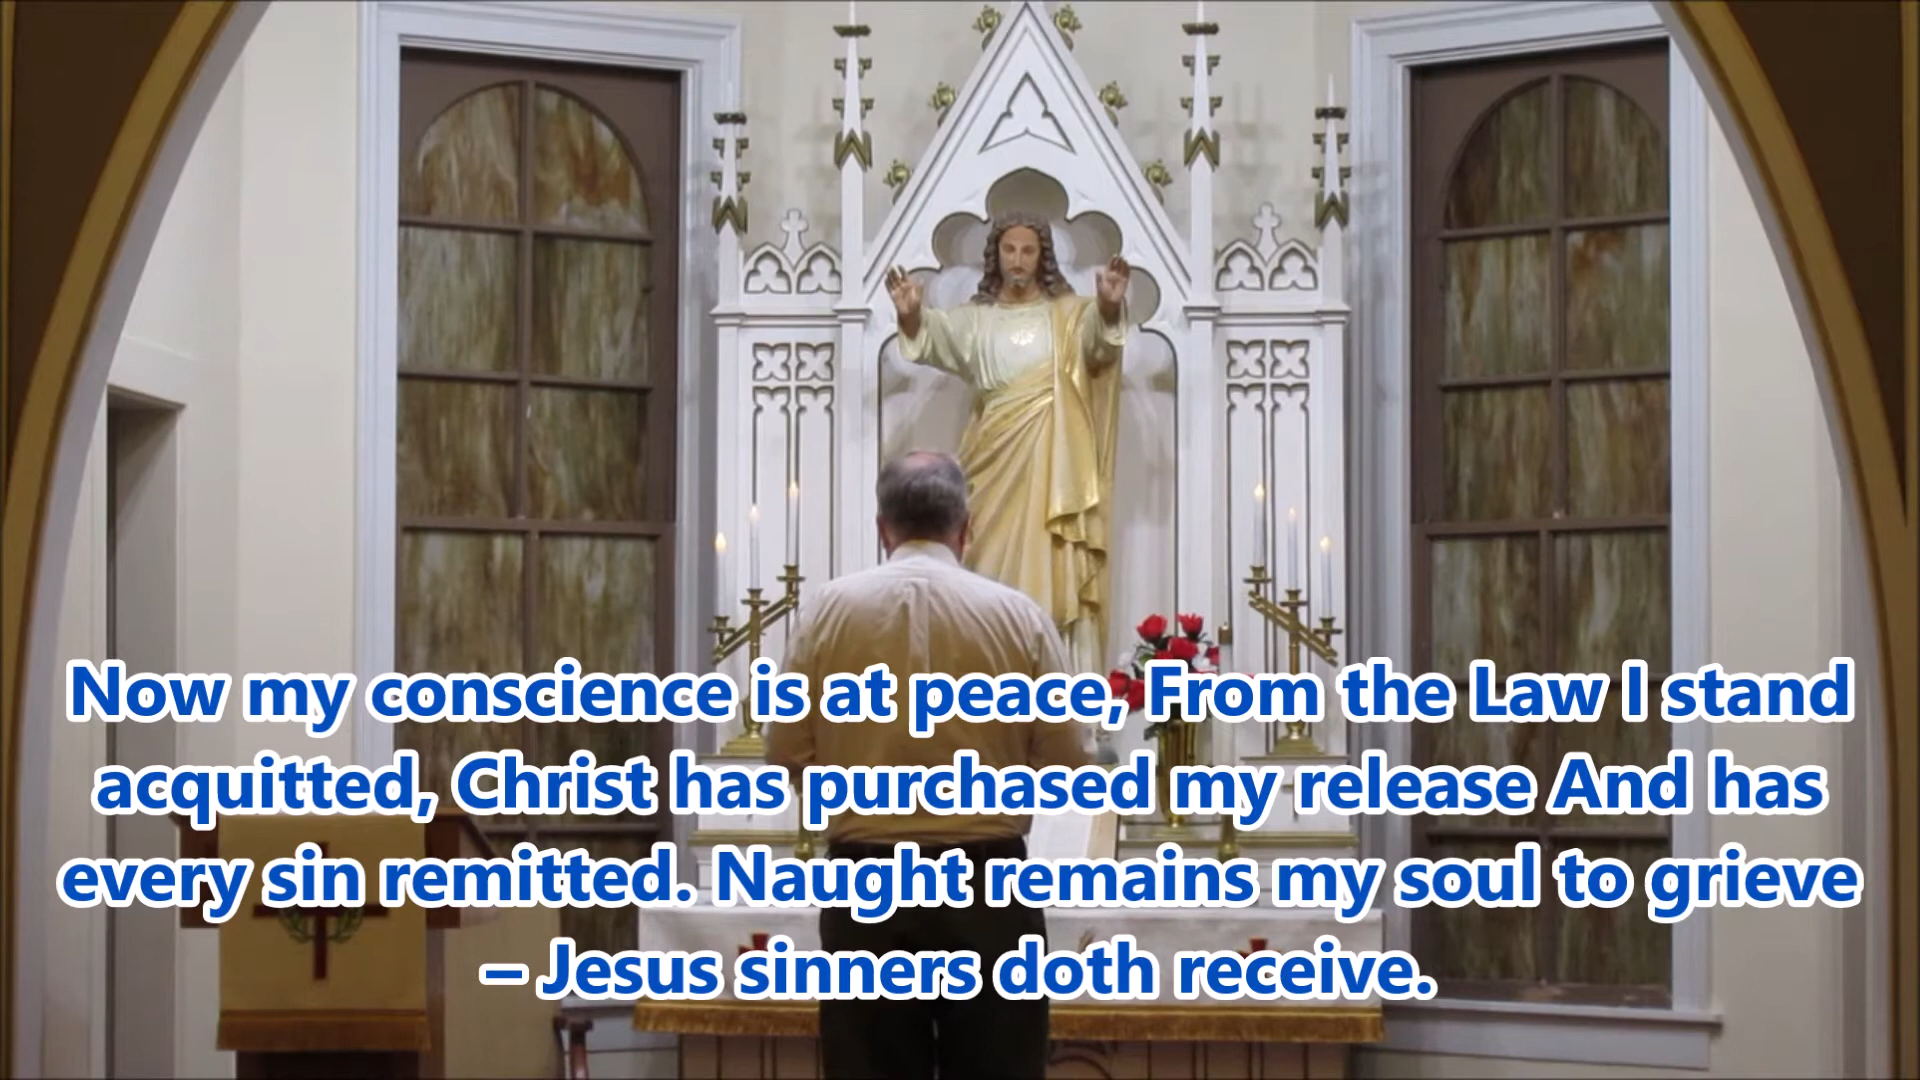 Now my conscience is at peace, From the Law I stand
acquitted, Christ has purchased my release And has
every sin remitted. Naught remains my soul to grieve
– Jesus sinners doth receive.